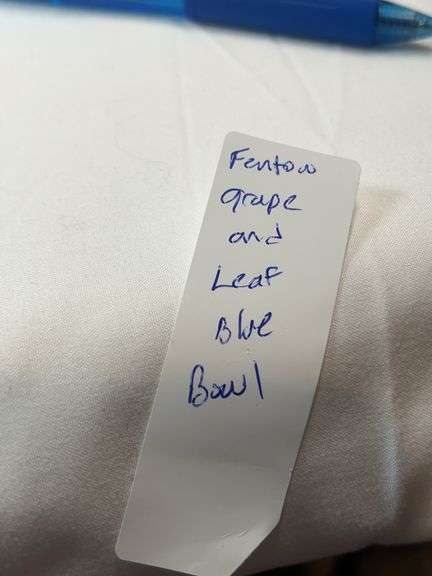 Fenton
grape
and
Leaf
Blue
Bowl